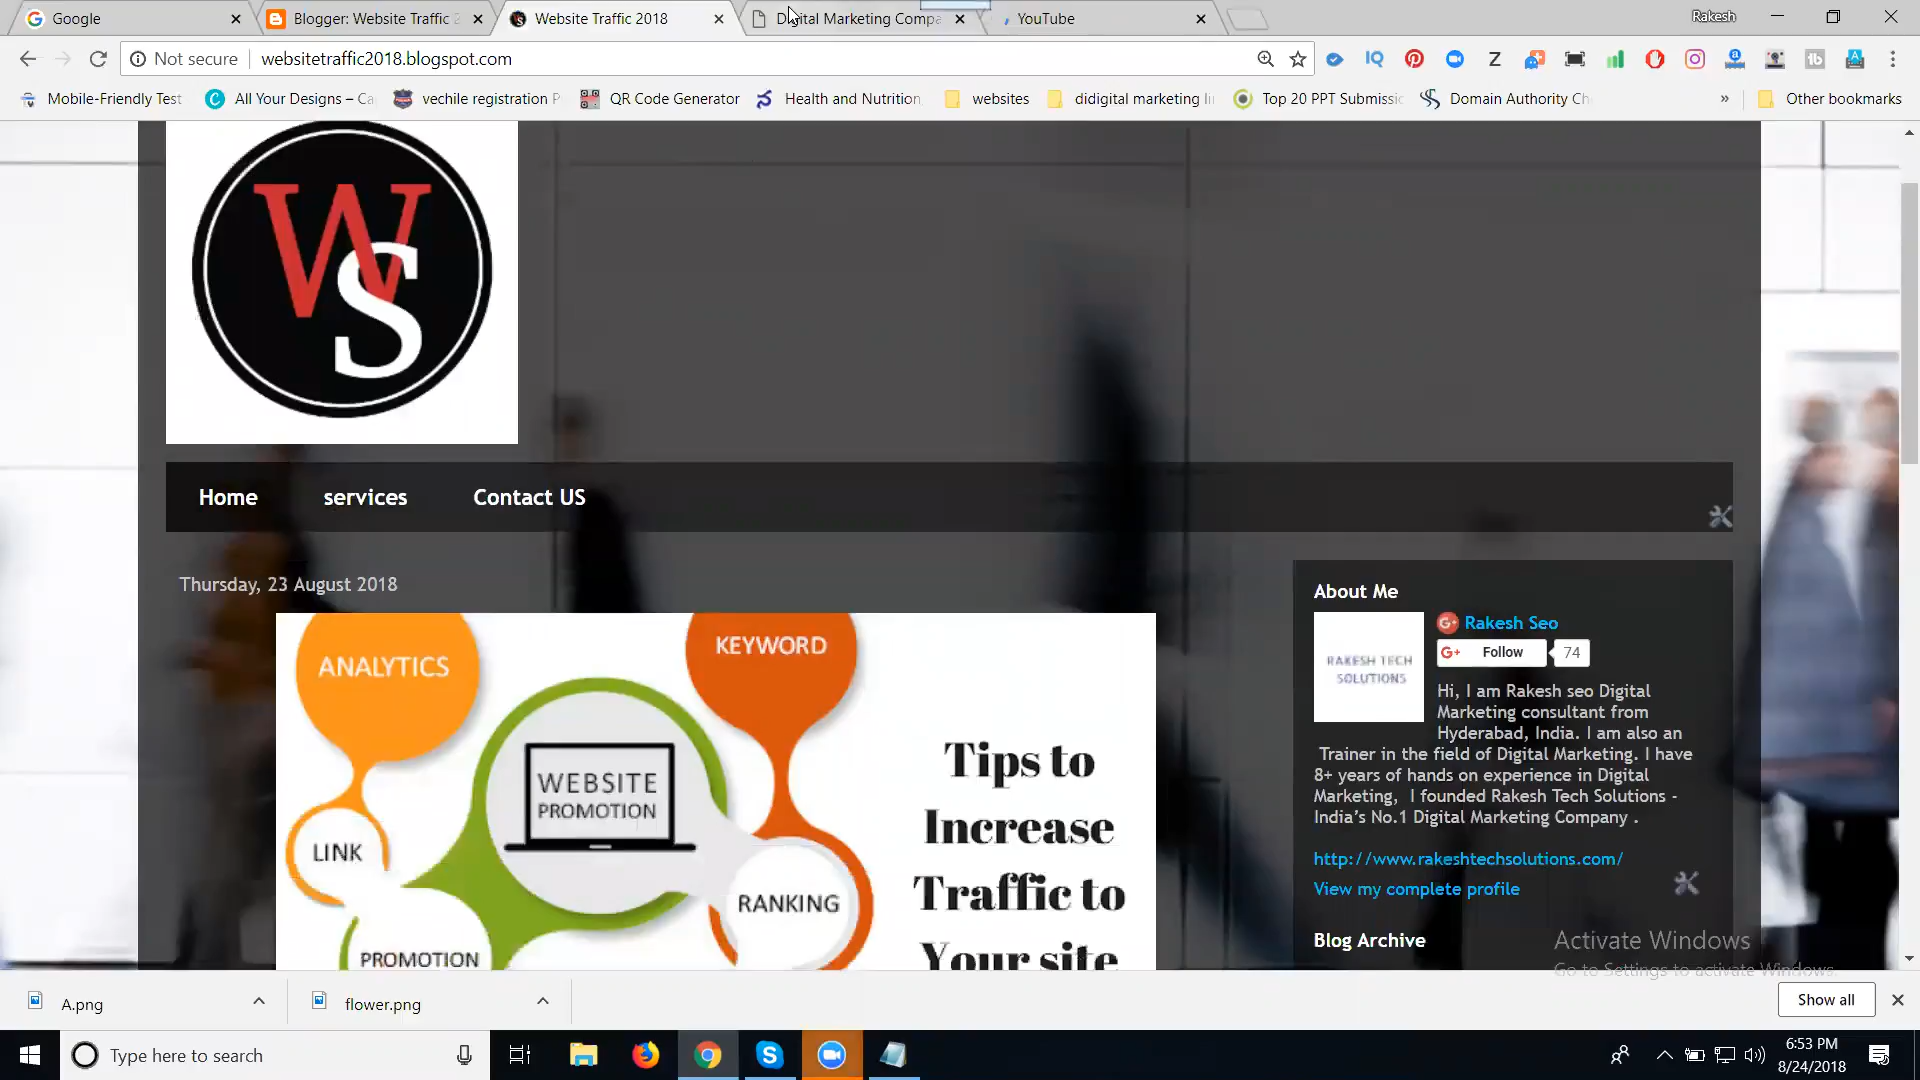 Google
Blogger: Website Traffic 2
Website Traffic 2018
Digital Marketing Compa
YouTube
Rakesh
Not secure
websitetraffic2018.blogspot.com
Mobile-Friendly Test
All Your Designs – Ca
vechile registration P
QR Code Generator
Health and Nutrition
websites
didigital marketing li
Top 20 PPT Submissic
Domain Authority Ch
»
Other bookmarks
WS
Home
services
Contact US
Thursday, 23 August 2018
ANALYTICS
KEYWORD
WEBSITE
PROMOTION
LINK
RANKING
PROMOTION
Tips to
Increase
Traffic to
Your site
About Me
RAKESH TECH
SOLUTIONS
Rakesh Seo
G+ Follow 74
Hi, I am Rakesh seo Digital
Marketing consultant from
Hyderabad, India. I am also an
Trainer in the field of Digital Marketing. I have
8+ years of hands on experience in Digital
Marketing, I founded Rakesh Tech Solutions -
India's No.1 Digital Marketing Company .
http://www.rakeshtechsolutions.com/
View my complete profile
Blog Archive
Activate Windows
Go to Settings to activate Windows.
A.png
flower.png
Show all
Type here to search
6:53 PM
8/24/2018